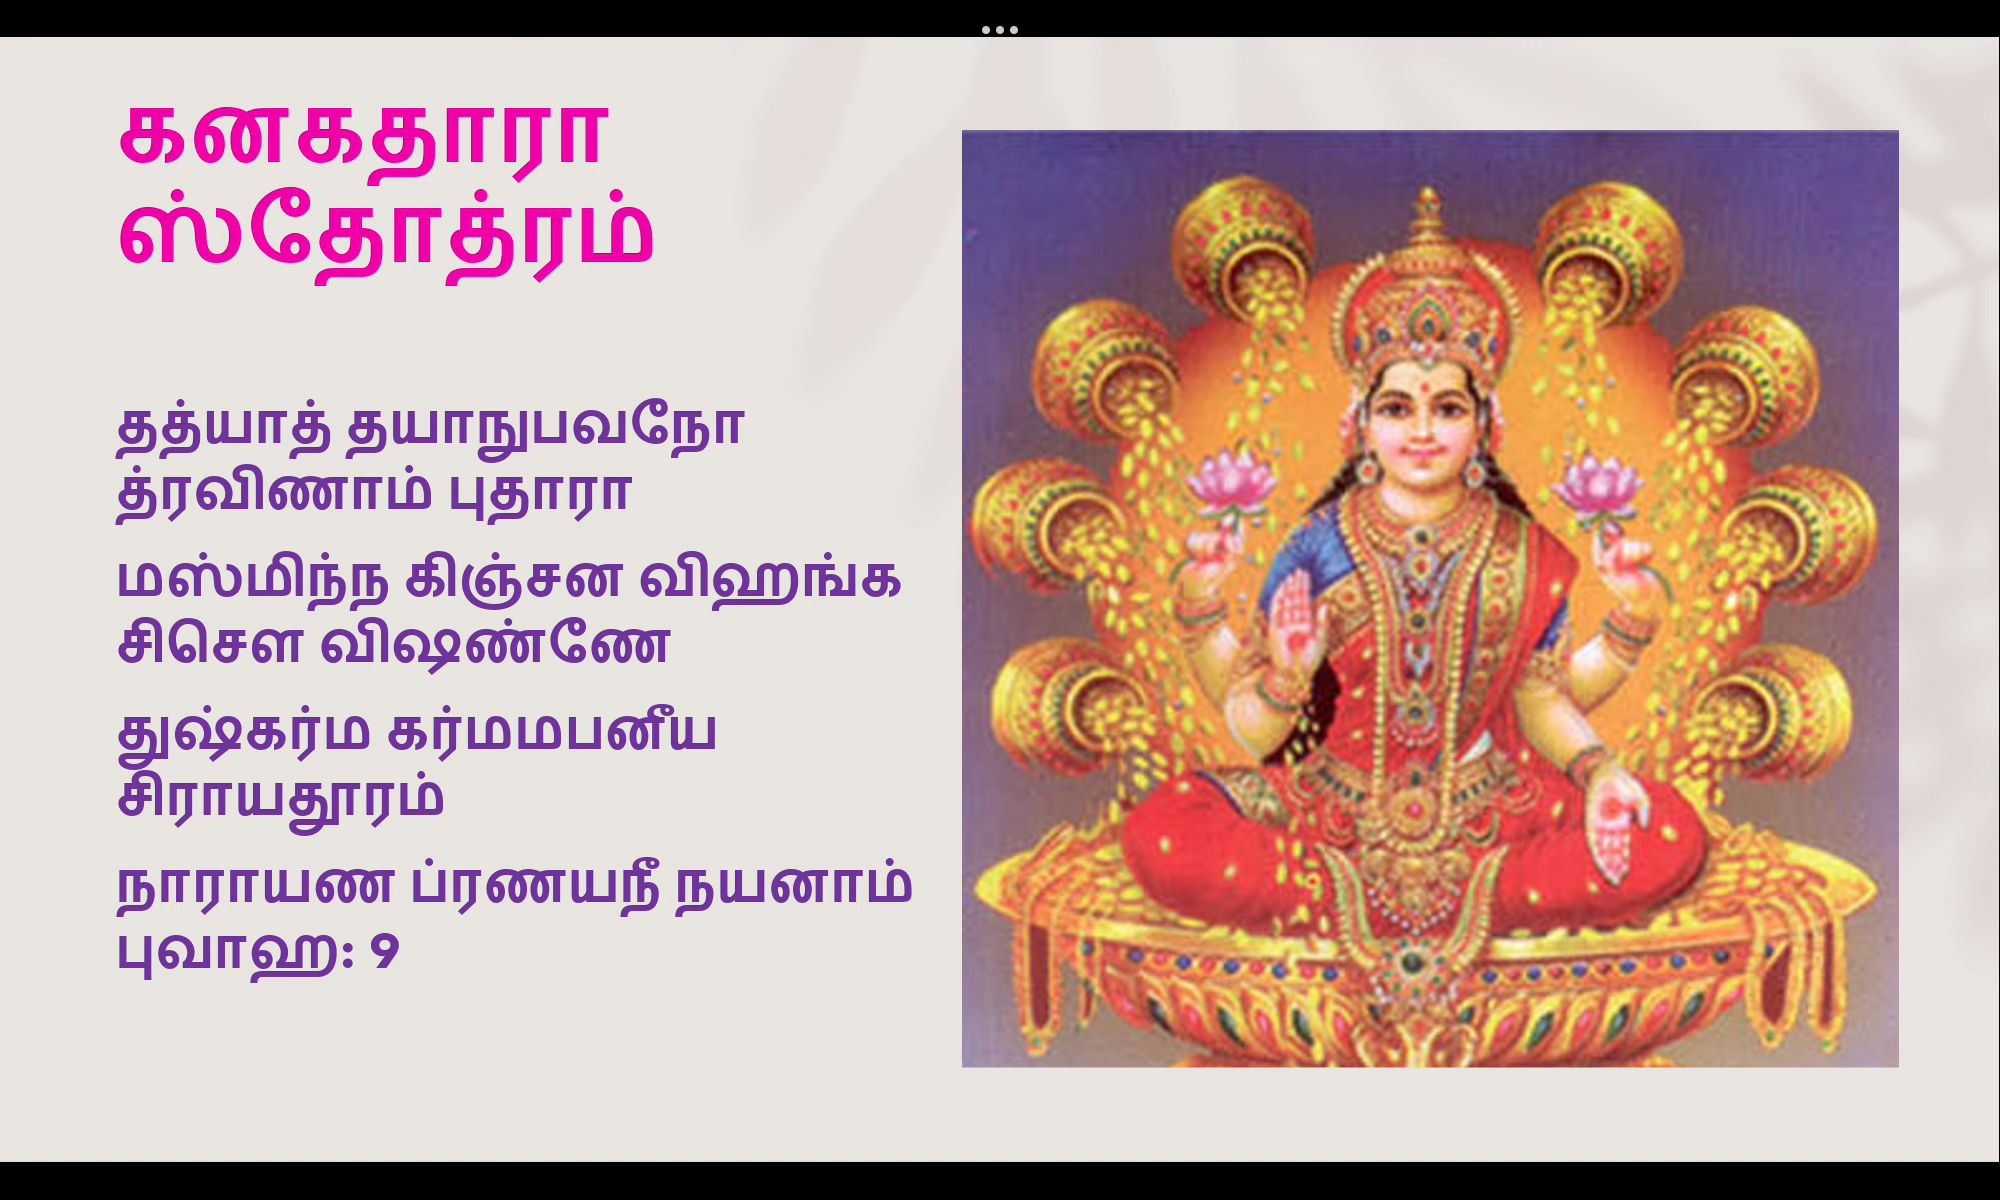 கனகதாரா
ஸ்தோத்ரம்
தத்யாத் தயாநுபவநோ
த்ரவிணாம் புதாரா
மஸ்மிந்ந கிஞ்சன விஹங்க
சிசௌ விஷண்ணே
துஷ்கர்ம கர்மமபனீய
சிராயதூரம்
நாராயண ப்ரணயநீ நயனாம்
புவாஹ: 9